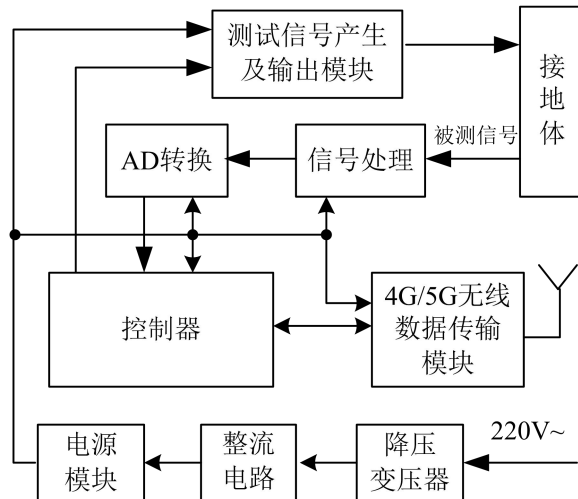 测试信号产生
及输出模块
接
地
体
被测信号
AD转换
信号处理
控制器
4G/5G无线
数据传输
模块
220V~
电源
模块
整流
电路
降压
变压器